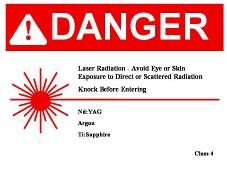 DANGER
Laser Radiation - Avoid Eye or Skin
Exposure to Direct or Scattered Radiation
Knock Before Entering
Nd:YAG
Argon
Ti:Sapphire
Class 4